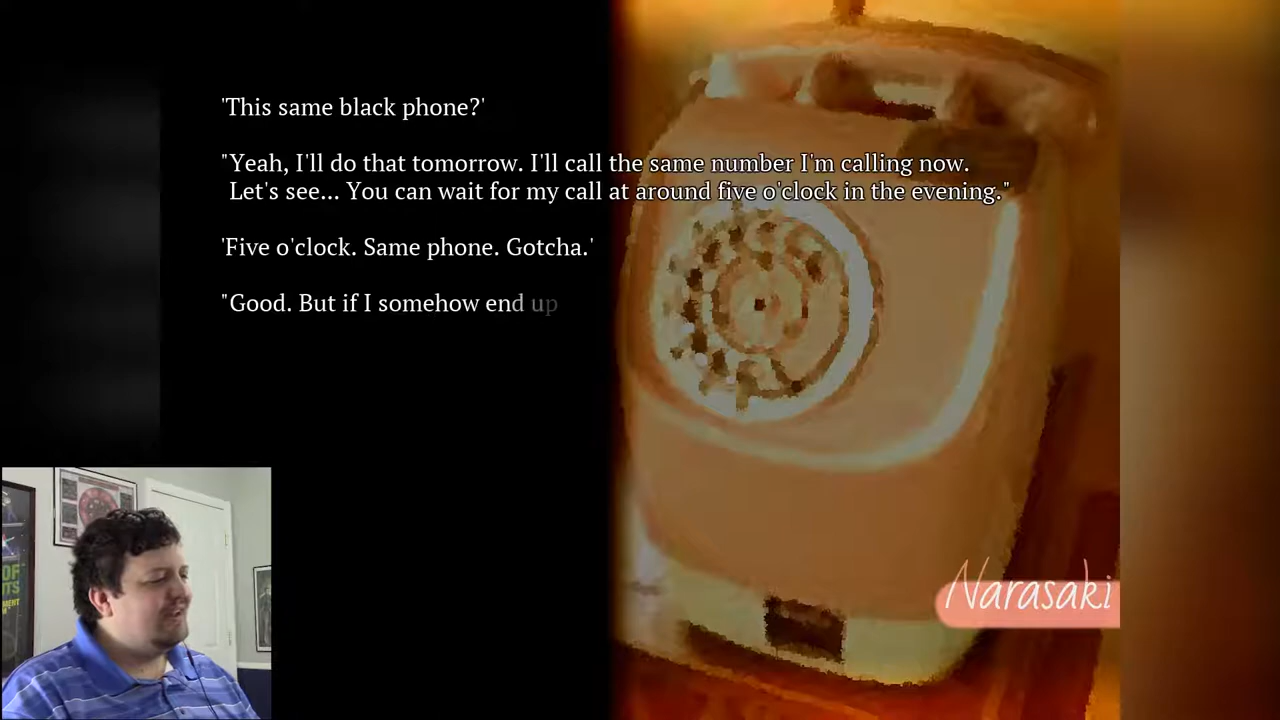 'This same black phone?'
"Yeah, I'll do that tomorrow. I'll call the same number I'm calling now.
Let's see... You can wait for my call at around five o'clock in the evening."
'Five o'clock. Same phone. Gotcha.'
"Good. But if I somehow end up
Narasaki
OF